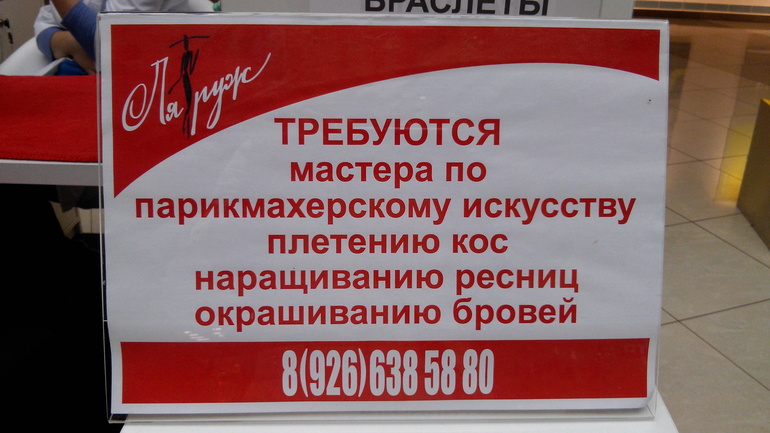 БРАСЛЕТЫ
Ля Руж
ТРЕБУЮТСЯ
мастера по
парикмахерскому искусству
плетению кос
наращиванию ресниц
окрашиванию бровей
8(926)638 58 80